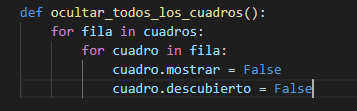 def ocultar_todos_los_cuadros():
    for fila in cuadros:
        for cuadro in fila:
            cuadro.mostrar = False
            cuadro.descubierto = False